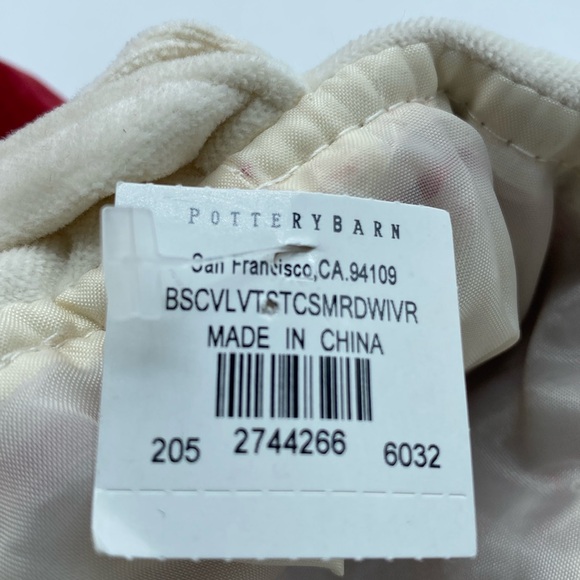 POTTERYBARN
San Francisco,CA.94109
BSCVLVTSTCSMRDWIVR
MADE IN CHINA
205 2744266 6032